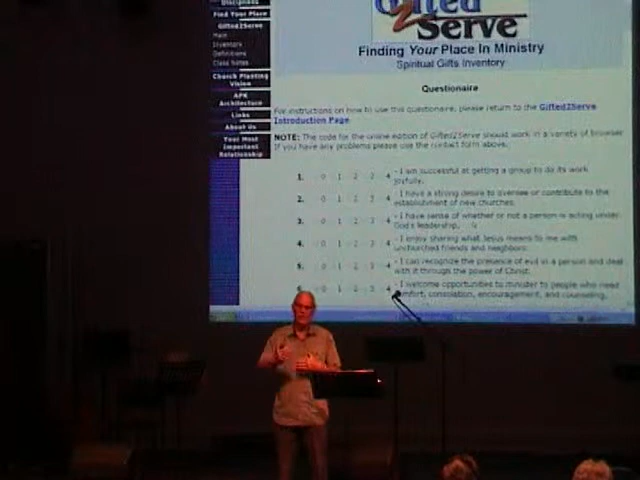 Discipleship
Find Your Place
Gifted2Serve
Main
Inventory
Definitions
Class Notes
Church Planting
Vision
APK
Architecture
Links
About Us
Your Most
Important
Relationship
Gifted
2
Serve
Finding Your Place In Ministry
Spiritual Gifts Inventory
Questionaire
For instructions on how to use this questionaire, please return to the Gifted2Serve
Introduction Page
NOTE: The code for the online edition of Gifted2Serve should work in a variety of browser
If you have any problems please use the contact form above.
1. 0 1 2 3 4 - I am successful at getting a group to do its work
joyfully.
2. 0 1 2 3 4 - I have a strong desire to oversee or contribute to the
establishment of new churches.
3. 0 1 2 3 4 - I have sense of whether or not a person is acting under
God's leadership.
4. 0 1 2 3 4 - I enjoy sharing what Jesus means to me with
unchurched friends and neighbors.
5. 0 1 2 3 4 - I can recognize the presence of evil in a person and deal
with it through the power of Christ.
6. 0 1 2 3 4 - I welcome opportunities to minister to people who need
comfort, consolation, encouragement, and counseling.